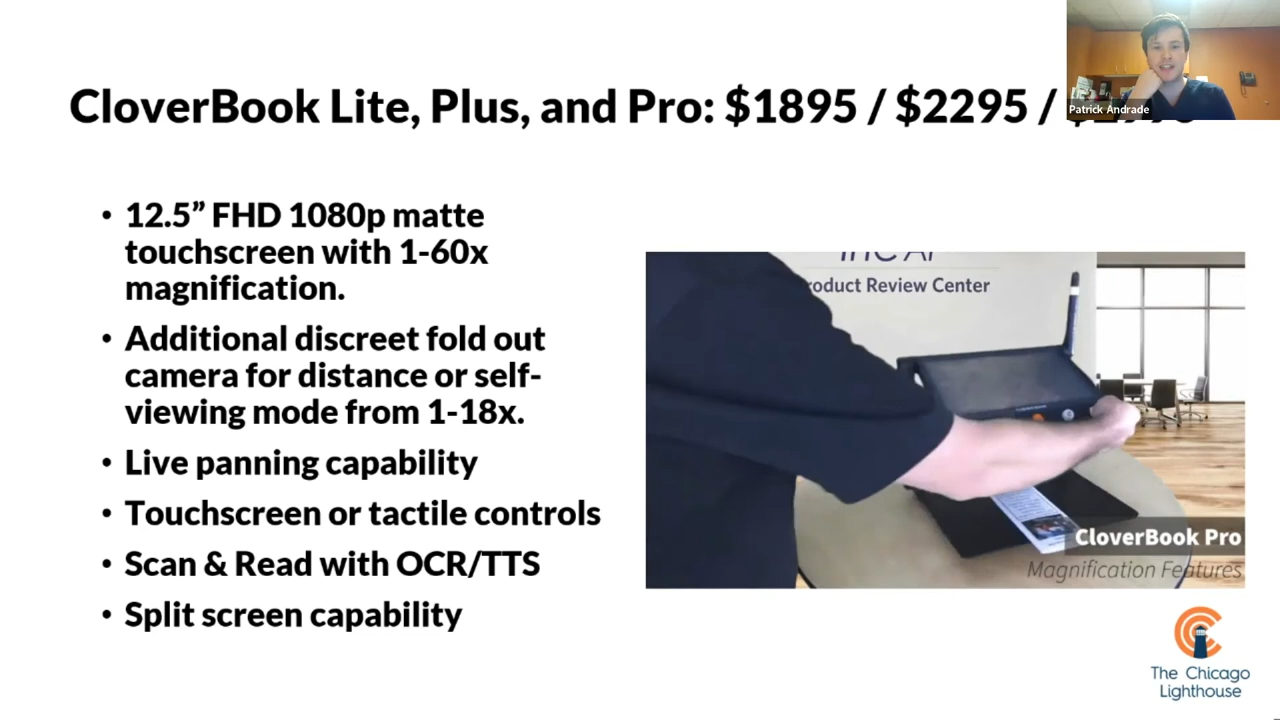 CloverBook Lite, Plus, and Pro: $1895 / $2295 /
Patrick Andrade
• 12.5” FHD 1080p matte
touchscreen with 1-60x
magnification.
• Additional discreet fold out
camera for distance or self-
viewing mode from 1-18x.
• Live panning capability
• Touchscreen or tactile controls
• Scan & Read with OCR/TTS
• Split screen capability
Product Review Center
CloverBook Pro
Magnification Features
The Chicago
Lighthouse